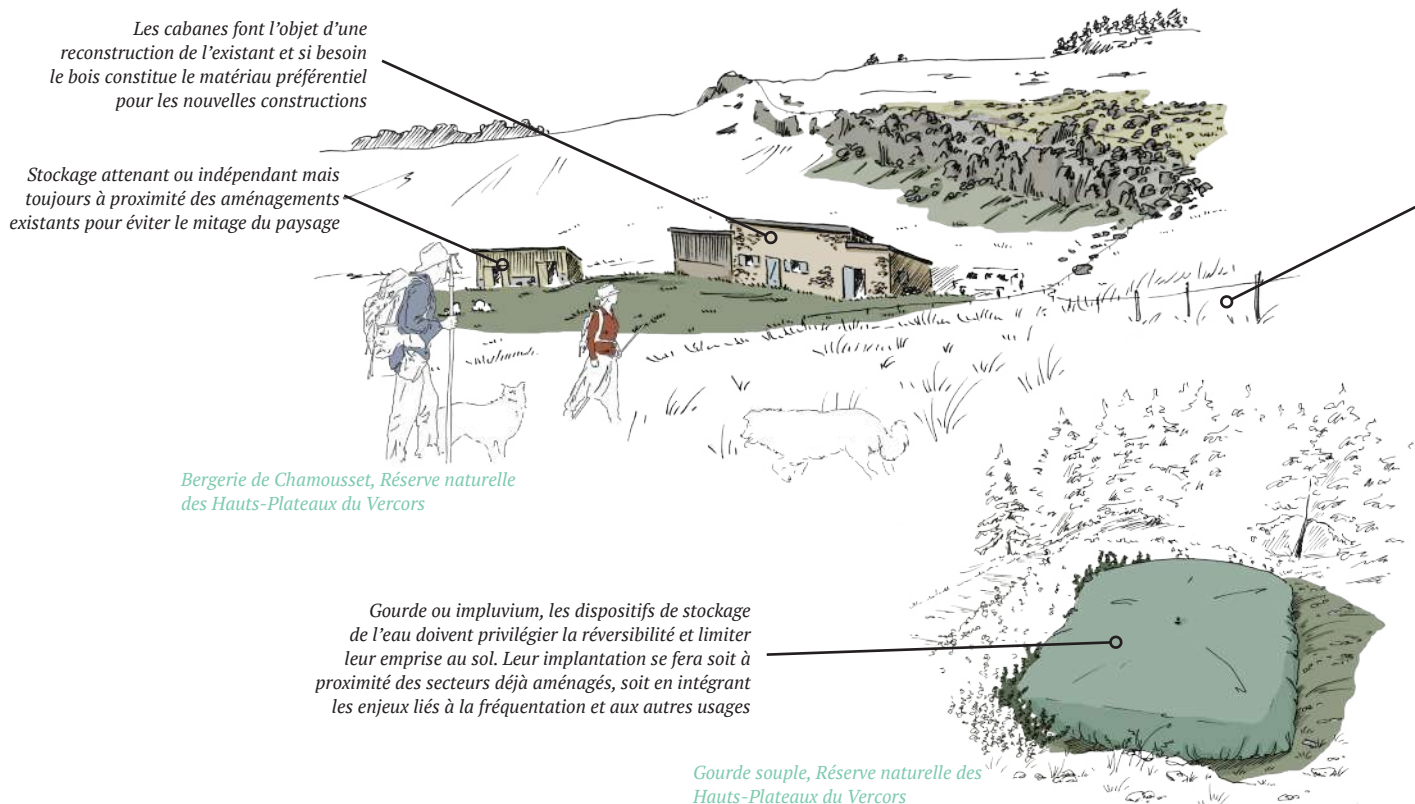 Les cabanes font l’objet d’une
reconstruction de l’existant et si besoin
le bois constitue le matériau préférentiel
pour les nouvelles constructions
Stockage attenant ou indépendant mais
toujours à proximité des aménagements
existants pour éviter le mitage du paysage
Bergerie de Chamousset, Réserve naturelle
des Hauts-Plateaux du Vercors
Gourde ou impluvium, les dispositifs de stockage
de l’eau doivent privilégier la réversibilité et limiter
leur emprise au sol. Leur implantation se fera soit à
proximité des secteurs déjà aménagés, soit en intégrant
les enjeux liés à la fréquentation et aux autres usages
Gourde souple, Réserve naturelle des
Hauts-Plateaux du Vercors